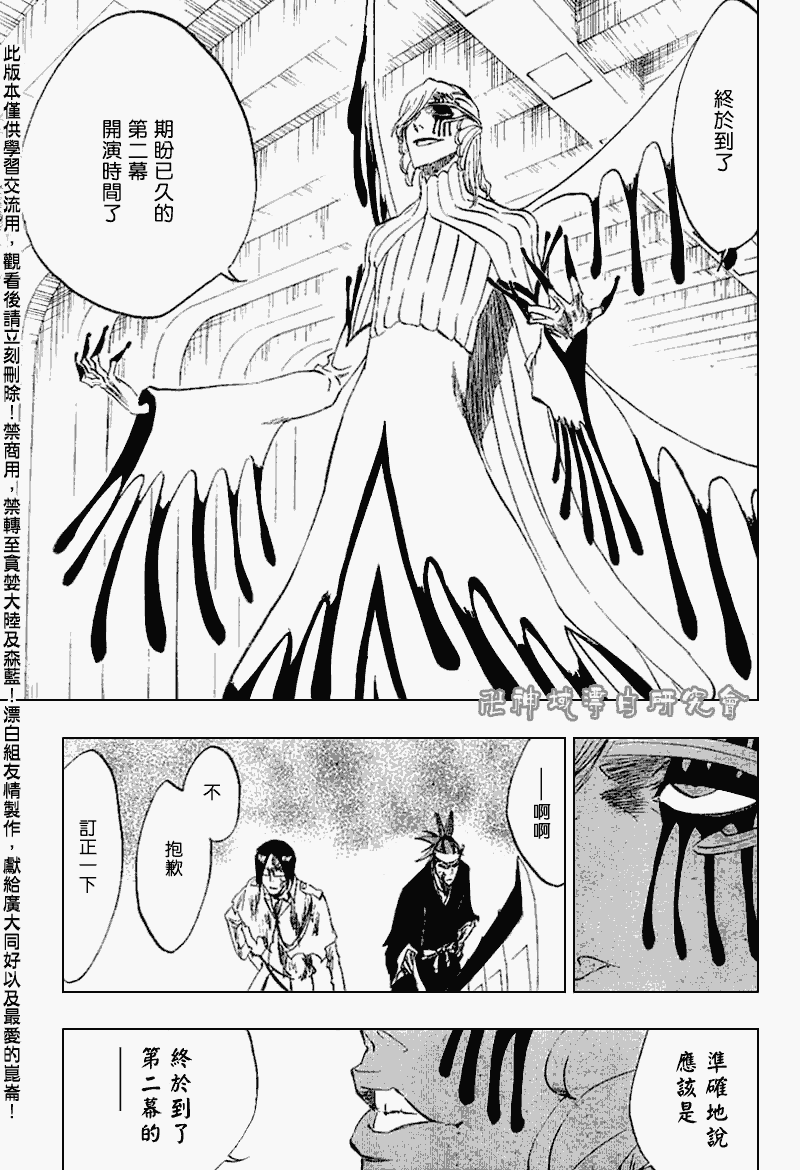 終於到了
期盼已久的
第二幕
開演時間了
——啊啊
不
抱歉
訂正一下
準確地說
應該是
終於到了
第二幕的——
此版本僅供學習交流用，觀看後請立刻刪除！禁商用，禁轉至貪婪大陸及森藍！漂白組友情製作，獻給廣大同好以及最愛的崑崙！
卍神域漂白研究會